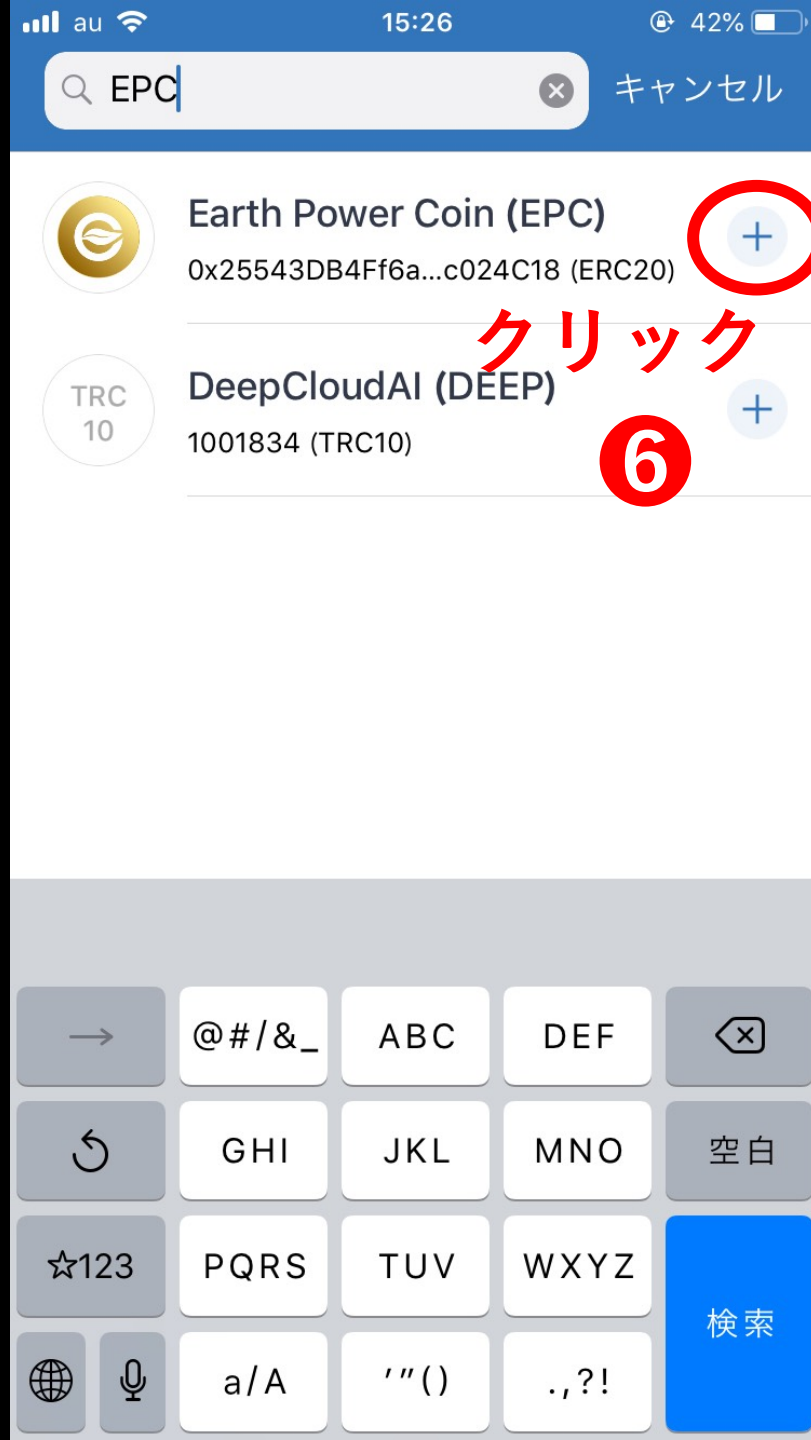 au 15:26 42%
EPC キャンセル
Earth Power Coin (EPC)
0x25543DB4Ff6a...c024C18 (ERC20)
クリック
TRC
10
DeepCloudAI (DEEP)
1001834 (TRC10)
6
→ @#/&_ ABC DEF
GHI JKL MNO 空白
☆123 PQRS TUV WXYZ
検索
a/A '"() .,?!